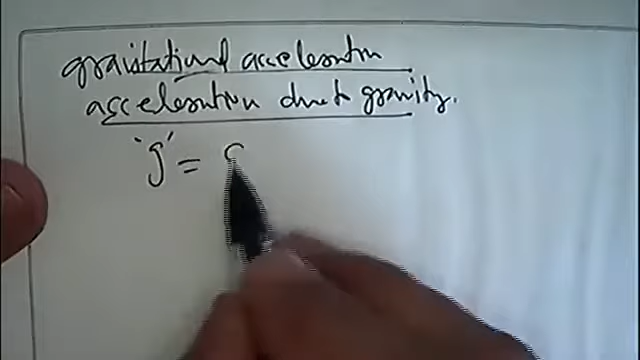 gravitational acceleration
acceleration due to gravity.
'g' =